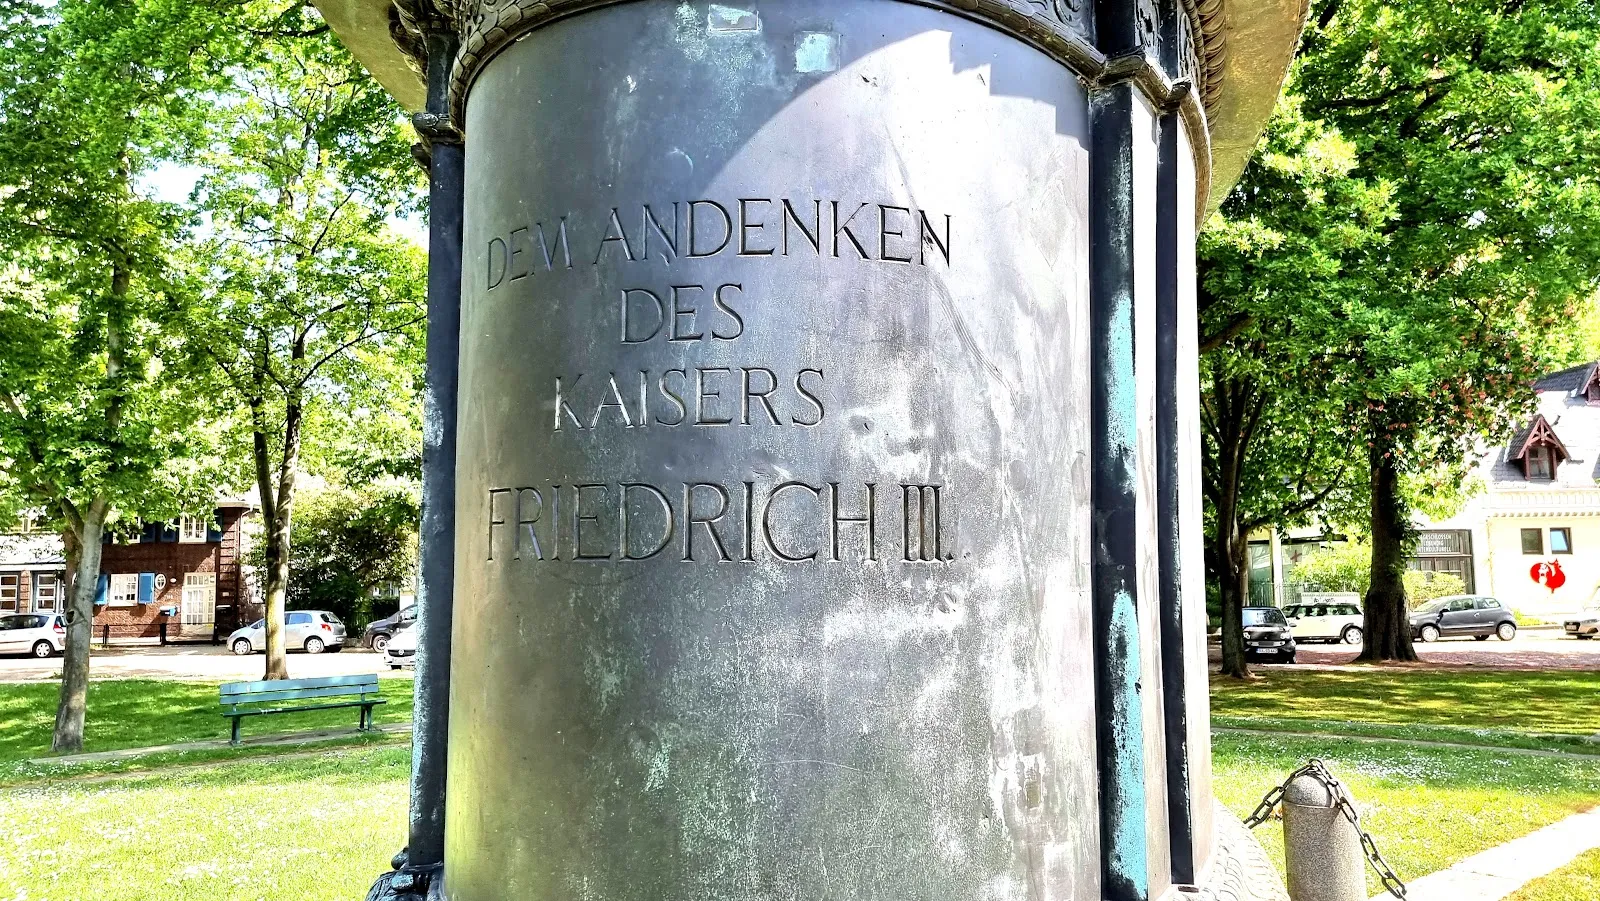 DEM ANDENKEN
DES
KAISERS
FRIEDRICH III.